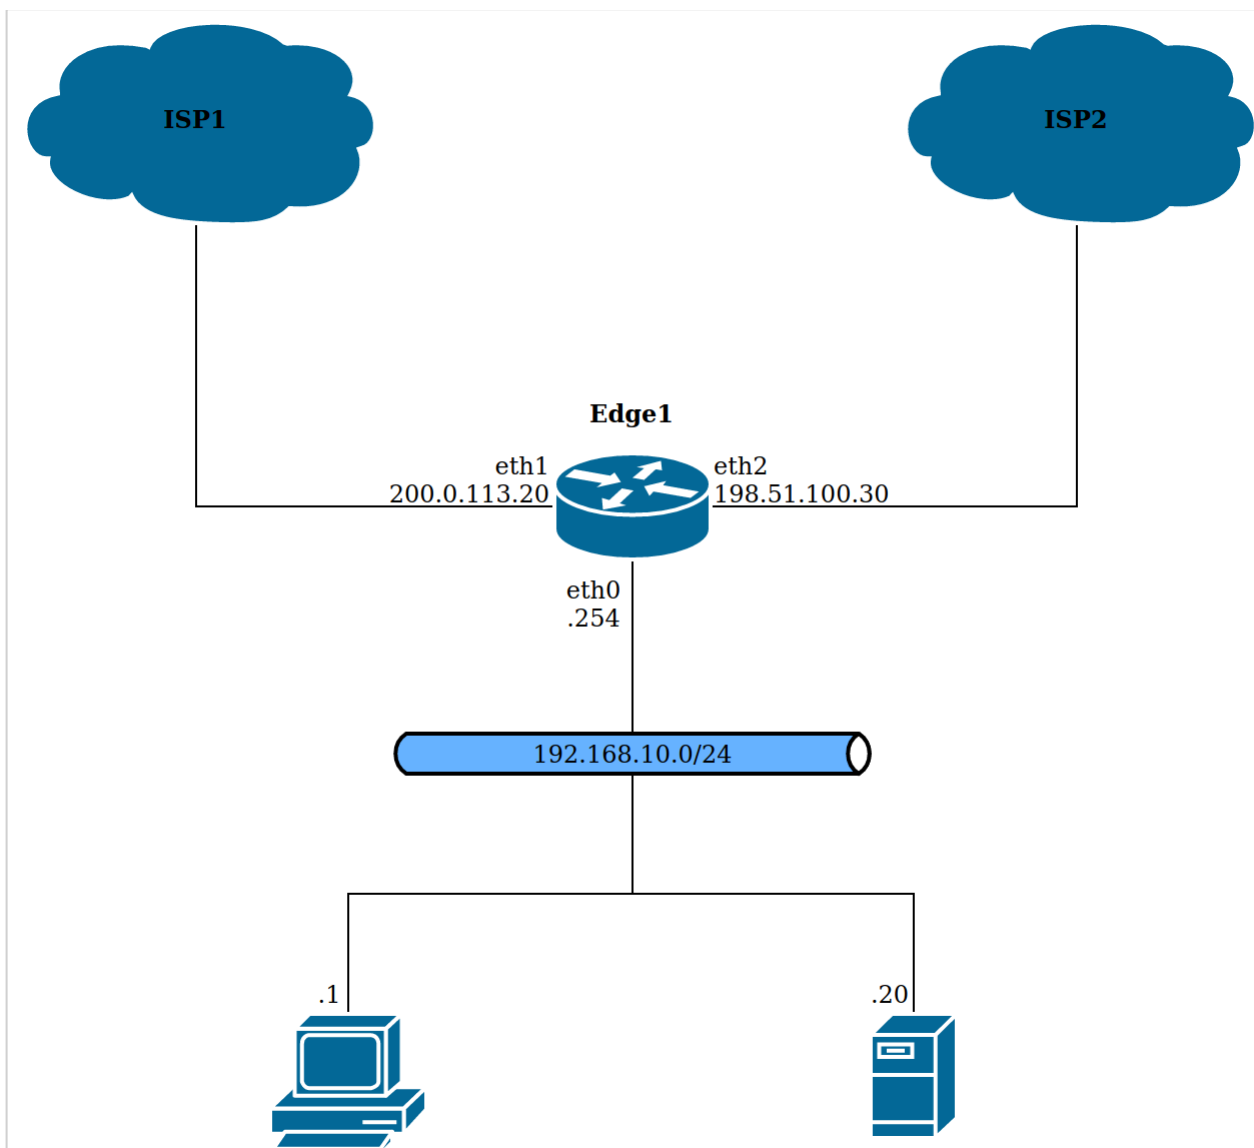 ISP1
ISP2
Edge1
eth1
200.0.113.20
eth2
198.51.100.30
eth0
.254
192.168.10.0/24
.1
.20